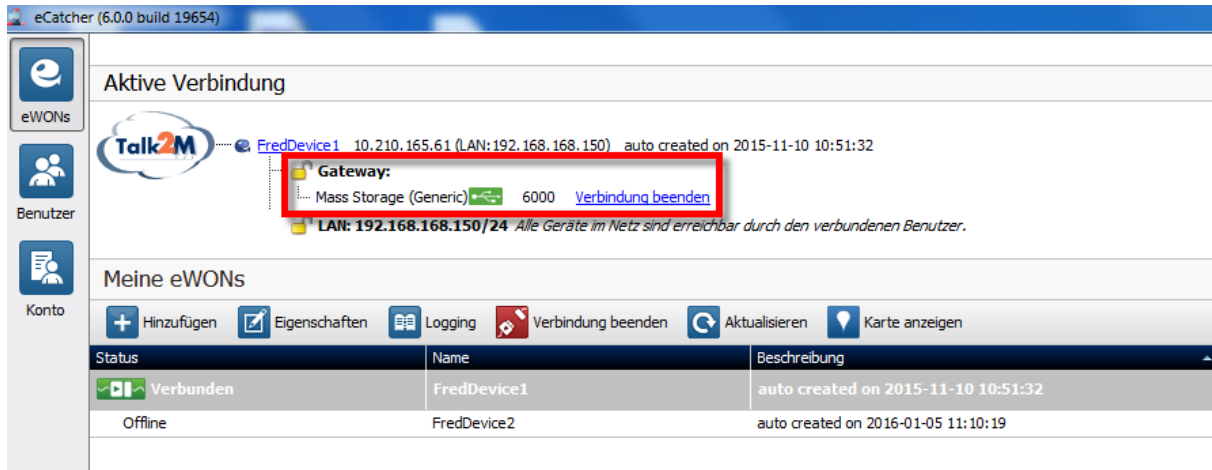 eCatcher (6.0.0 build 19654)
eWONs
Benutzer
Konto
Aktive Verbindung
Talk2M
FredDevice1 10.210.165.61 (LAN:192.168.168.150) auto created on 2015-11-10 10:51:32
Gateway:
Mass Storage (Generic) 6000 Verbindung beenden
LAN: 192.168.168.150/24 Alle Geräte im Netz sind erreichbar durch den verbundenen Benutzer.
Meine eWONs
Hinzufügen Eigenschaften Logging Verbindung beenden Aktualisieren Karte anzeigen
Status Name Beschreibung
Verbunden FredDevice1 auto created on 2015-11-10 10:51:32
Offline FredDevice2 auto created on 2016-01-05 11:10:19